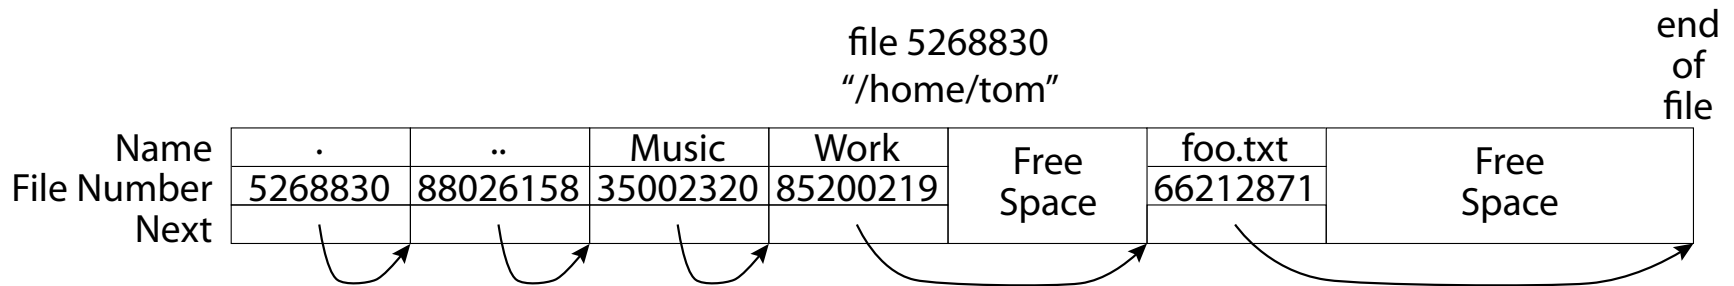 file 5268830
“/home/tom”
end
of
file
Name . .. Music Work Free Space foo.txt Free Space
File Number 5268830 88026158 35002320 85200219 66212871
Next